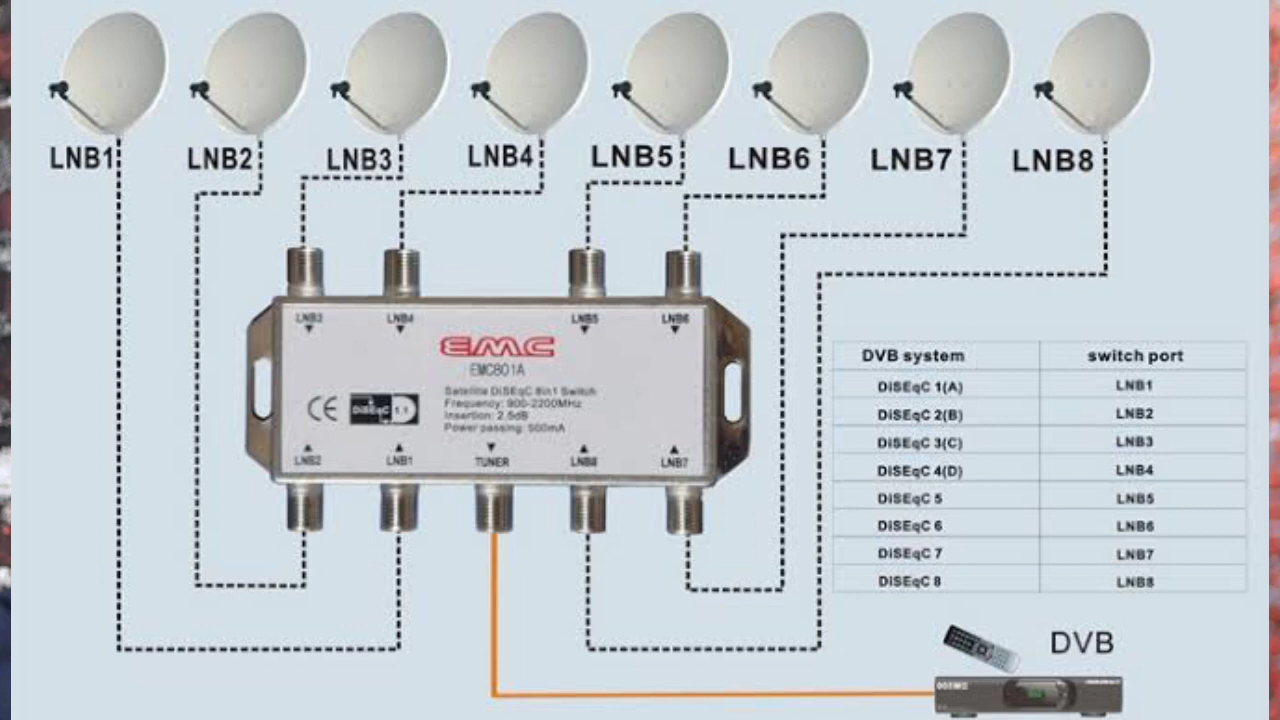 LNB1
LNB2
LNB3
LNB4
LNB5
LNB6
LNB7
LNB8
LNB3
LNB4
LNB5
LNB6
EMC
EMC801A
Satellite DiSEqC 8in1 Switch
Frequency: 900-2200MHz
Insertion: 2.5dB
Power passing: 500mA
CE
DiSEqC 1.1
LNB2
LNB1
TUNER
LNB8
LNB7
DVB system switch port
DiSEqC 1(A) LNB1
DiSEqC 2(B) LNB2
DiSEqC 3(C) LNB3
DiSEqC 4(D) LNB4
DiSEqC 5 LNB5
DiSEqC 6 LNB6
DiSEqC 7 LNB7
DiSEqC 8 LNB8
DVB